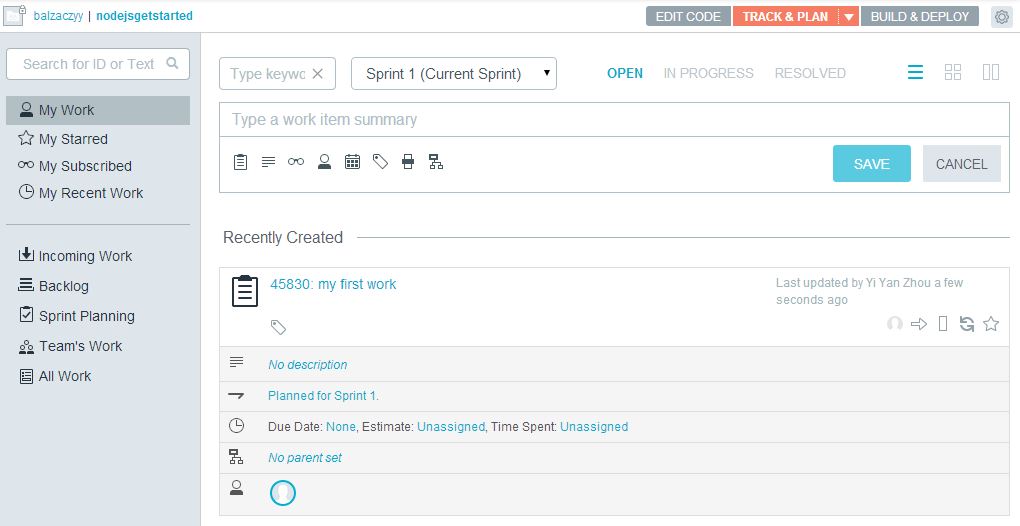 balzaczyy | nodejsgetstarted
EDIT CODE
TRACK & PLAN
BUILD & DEPLOY
Search for ID or Text
My Work
My Starred
My Subscribed
My Recent Work
Incoming Work
Backlog
Sprint Planning
Team's Work
All Work
Type keywo
Sprint 1 (Current Sprint)
OPEN
IN PROGRESS
RESOLVED
Type a work item summary
SAVE
CANCEL
Recently Created
45830: my first work
Last updated by Yi Yan Zhou a few
seconds ago
No description
Planned for Sprint 1.
Due Date: None, Estimate: Unassigned, Time Spent: Unassigned
No parent set